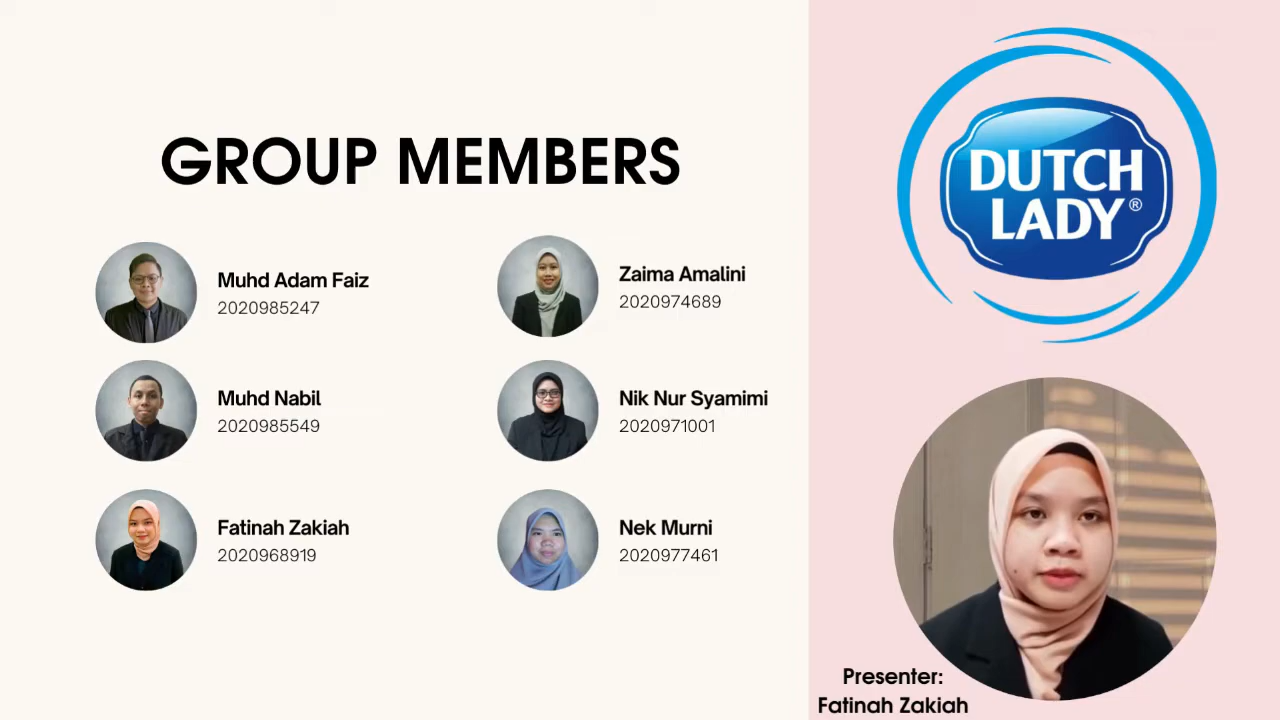 GROUP MEMBERS
Muhd Adam Faiz
2020985247
Muhd Nabil
2020985549
Fatinah Zakiah
2020968919
Zaima Amalini
2020974689
Nik Nur Syamimi
2020971001
Nek Murni
2020977461
DUTCH
LADY®
Presenter:
Fatinah Zakiah